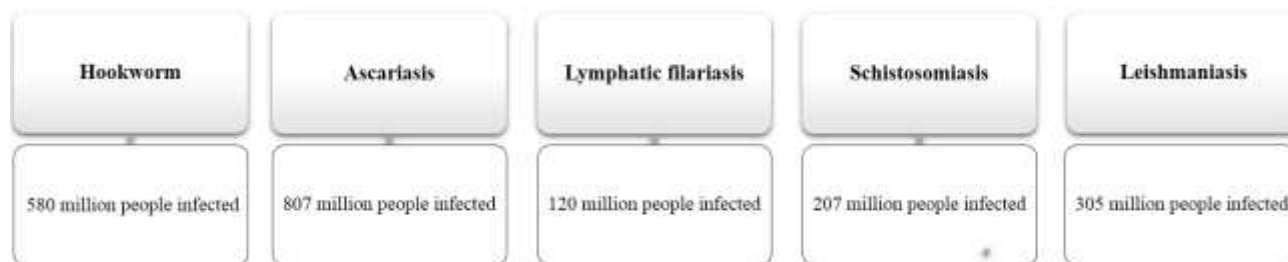 Hookworm
Ascariasis
Lymphatic filariasis
Schistosomiasis
Leishmaniasis
580 million people infected
807 million people infected
120 million people infected
207 million people infected
305 million people infected